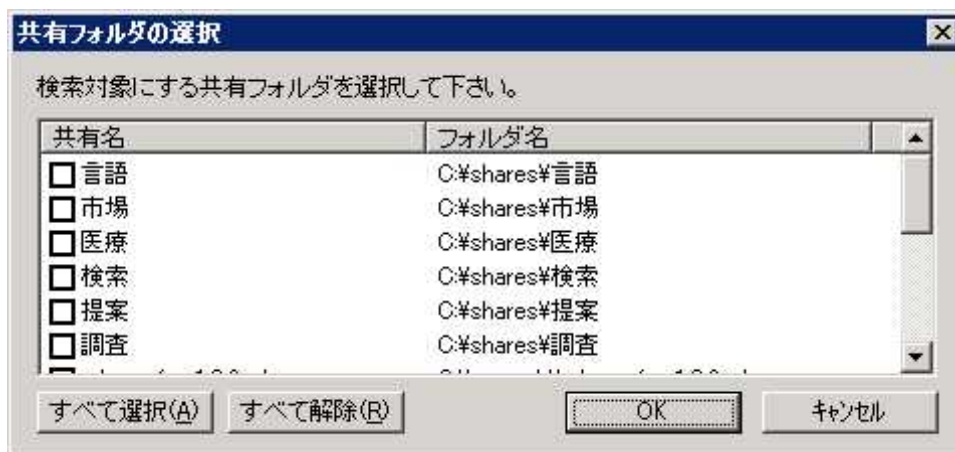 共有フォルダの選択
検索対象にする共有フォルダを選択して下さい。
共有名 フォルダ名
言語 C:¥shares¥言語
市場 C:¥shares¥市場
医療 C:¥shares¥医療
検索 C:¥shares¥検索
提案 C:¥shares¥提案
調査 C:¥shares¥調査
すべて選択(A) すべて解除(R) OK キャンセル